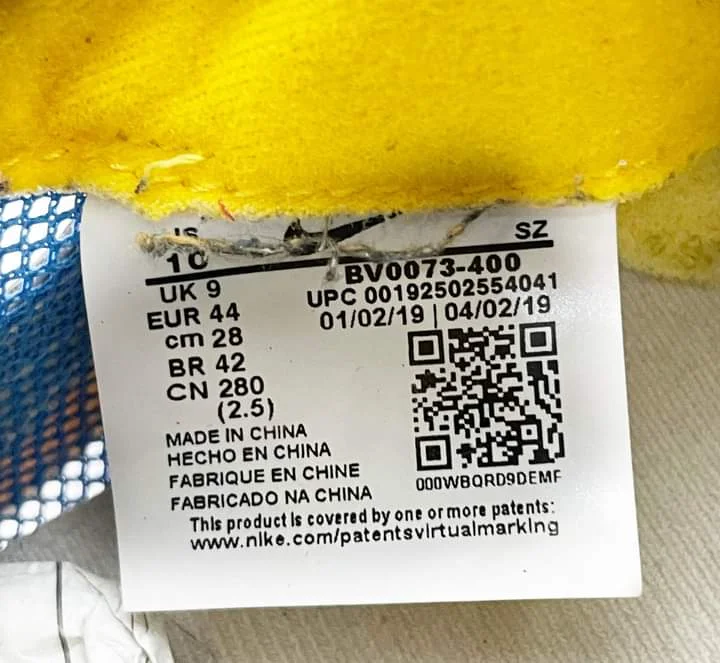 US
10
UK 9
EUR 44
cm 28
BR 42
CN 280
(2.5)
SZ
BV0073-400
UPC 00192502554041
01/02/19 | 04/02/19
000WBQRD9DEMF
MADE IN CHINA
HECHO EN CHINA
FABRIQUE EN CHINE
FABRICADO NA CHINA
This product is covered by one or more patents:
www.nike.com/patentsvirtualmarking